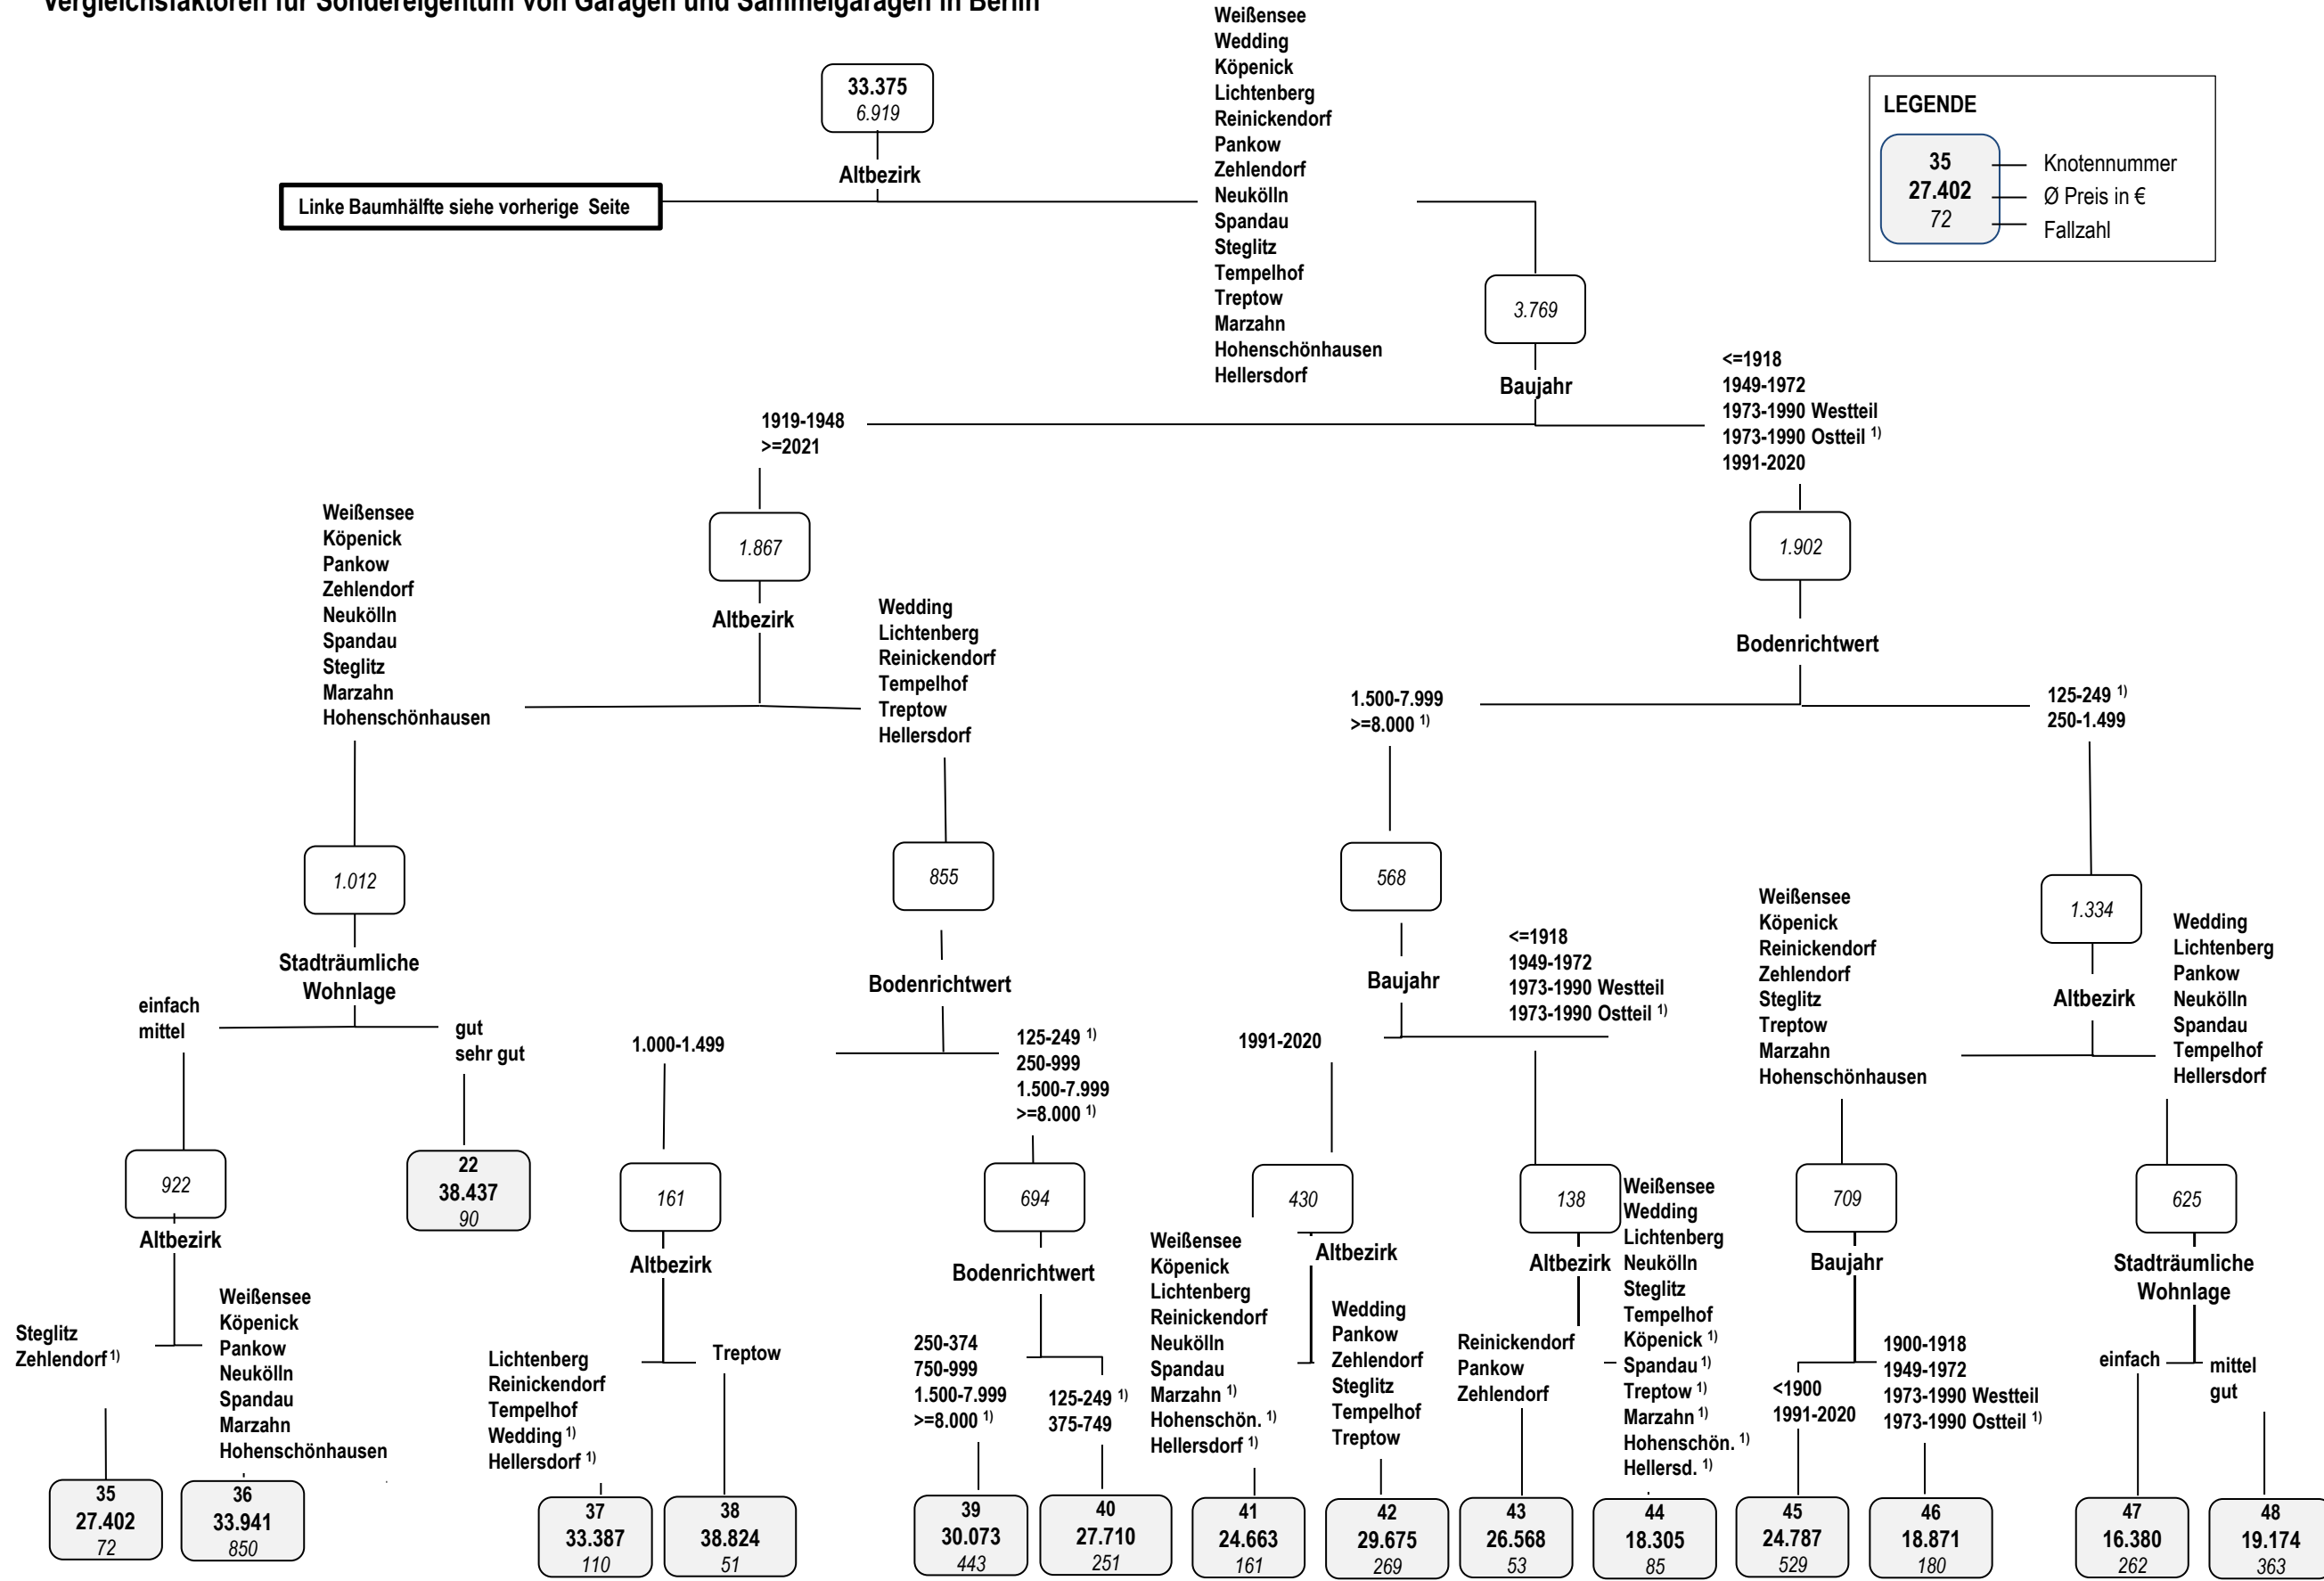 Vergleichsfaktoren für Sondereigentum von Garagen und Sammelgaragen in Berlin
33.375
6.919
Altbezirk
Linke Baumhälfte siehe vorherige Seite
Weißensee
Wedding
Köpenick
Lichtenberg
Reinickendorf
Pankow
Zehlendorf
Neukölln
Spandau
Steglitz
Tempelhof
Treptow
Marzahn
Hohenschönhausen
Hellersdorf
LEGENDE
35
27.402
72
Knotennummer
Ø Preis in €
Fallzahl
3.769
Baujahr
1919-1948
>=2021
<=1918
1949-1972
1973-1990 Westteil
1973-1990 Ostteil 1)
1991-2020
1.867
Altbezirk
1.902
Bodenrichtwert
Weißensee
Köpenick
Pankow
Zehlendorf
Neukölln
Spandau
Steglitz
Marzahn
Hohenschönhausen
Wedding
Lichtenberg
Reinickendorf
Tempelhof
Treptow
Hellersdorf
1.500-7.999
>=8.000 1)
125-249 1)
250-1.499
1.012
Stadträumliche
Wohnlage
855
Bodenrichtwert
568
Baujahr
1.334
Altbezirk
einfach
mittel
gut
sehr gut
1.000-1.499
125-249 1)
250-999
1.500-7.999
>=8.000 1)
1991-2020
<=1918
1949-1972
1973-1990 Westteil
1973-1990 Ostteil 1)
Weißensee
Köpenick
Reinickendorf
Zehlendorf
Steglitz
Treptow
Marzahn
Hohenschönhausen
Wedding
Lichtenberg
Pankow
Neukölln
Spandau
Tempelhof
Hellersdorf
922
Altbezirk
22
38.437
90
161
Altbezirk
694
Bodenrichtwert
430
Altbezirk
138
Altbezirk
709
Baujahr
625
Stadträumliche
Wohnlage
Steglitz
Zehlendorf 1)
Weißensee
Köpenick
Pankow
Neukölln
Spandau
Marzahn
Hohenschönhausen
Lichtenberg
Reinickendorf
Tempelhof
Wedding 1)
Hellersdorf 1)
Treptow
250-374
750-999
1.500-7.999
>=8.000 1)
125-249 1)
375-749
Weißensee
Köpenick
Lichtenberg
Reinickendorf
Neukölln
Spandau
Marzahn 1)
Hohenschön. 1)
Hellersdorf 1)
Wedding
Pankow
Zehlendorf
Steglitz
Tempelhof
Treptow
Reinickendorf
Pankow
Zehlendorf
Weißensee
Wedding
Lichtenberg
Neukölln
Steglitz
Tempelhof
Köpenick 1)
Spandau 1)
Treptow 1)
Marzahn 1)
Hohenschön. 1)
Hellersd. 1)
<1900
1991-2020
1900-1918
1949-1972
1973-1990 Westteil
1973-1990 Ostteil 1)
einfach
mittel
gut
35
27.402
72
36
33.941
850
37
33.387
110
38
38.824
51
39
30.073
443
40
27.710
251
41
24.663
161
42
29.675
269
43
26.568
53
44
18.305
85
45
24.787
529
46
18.871
180
47
16.380
262
48
19.174
363